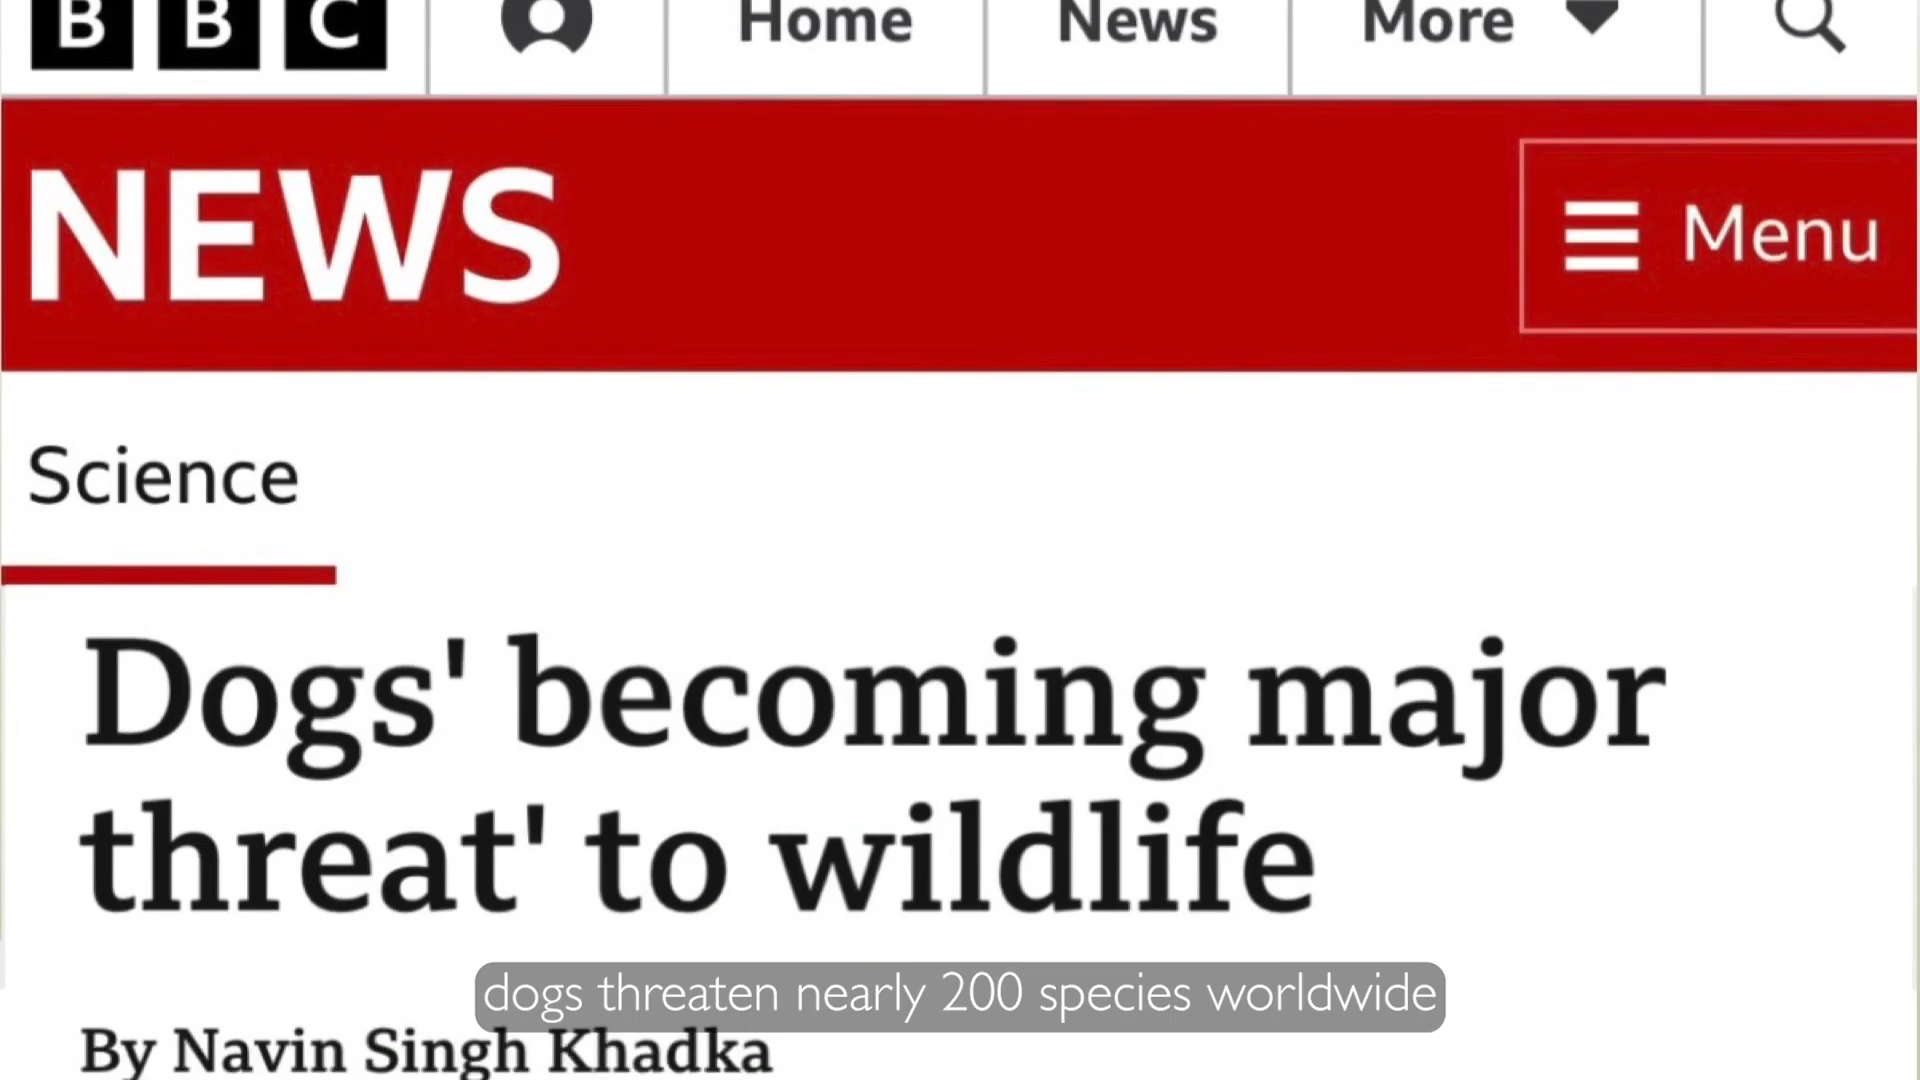 BBC Home News More
NEWS
Menu
Science
Dogs' becoming major
threat' to wildlife
dogs threaten nearly 200 species worldwide
By Navin Singh Khadka